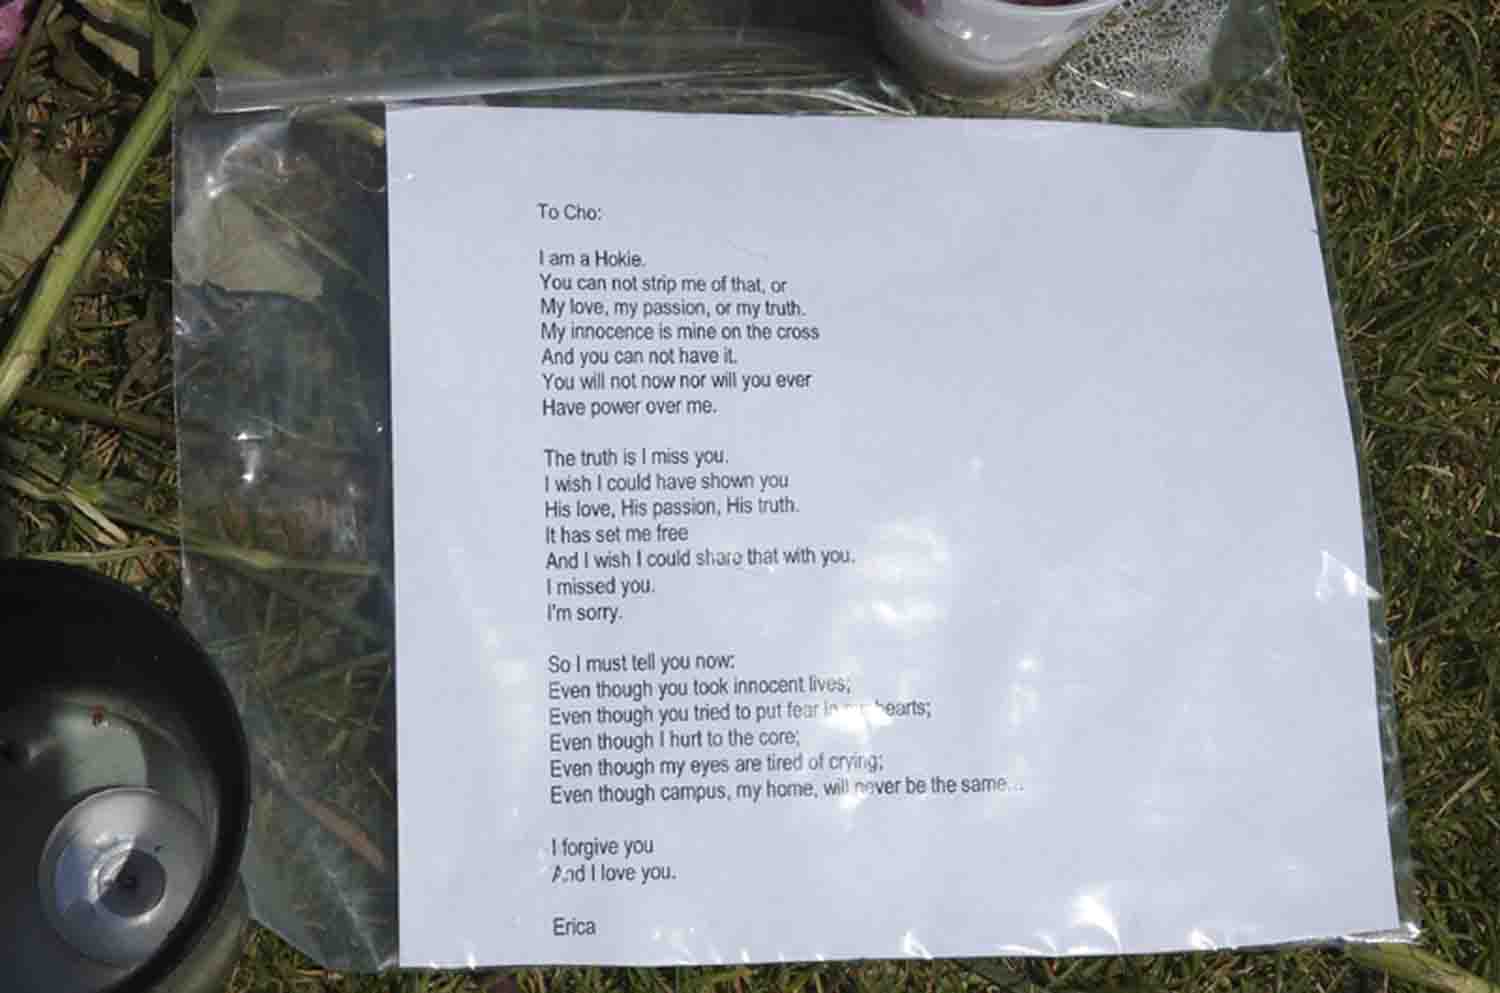 To Cho:
I am a Hokie.
You can not strip me of that, or
My love, my passion, or my truth.
My innocence is mine on the cross
And you can not have it.
You will not now nor will you ever
Have power over me.
The truth is I miss you.
I wish I could have shown you
His love, His passion, His truth.
It has set me free
And I wish I could share that with you.
I missed you.
I'm sorry.
So I must tell you now:
Even though you took innocent lives;
Even though you tried to put fear in hearts;
Even though I hurt to the core;
Even though my eyes are tired of crying;
Even though campus, my home, will never be the same...
I forgive you
And I love you.
Erica